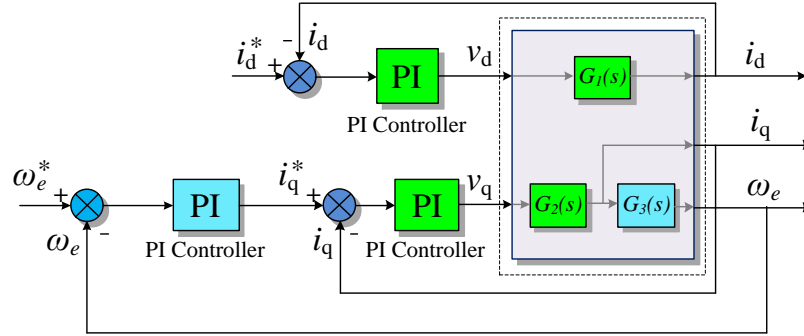 i_d^* + - i_d PI v_d G_1(s) i_d
PI Controller
i_q
ω_e^* + PI i_q^* + PI v_q G_2(s) G_3(s) ω_e
ω_e - PI Controller i_q - PI Controller